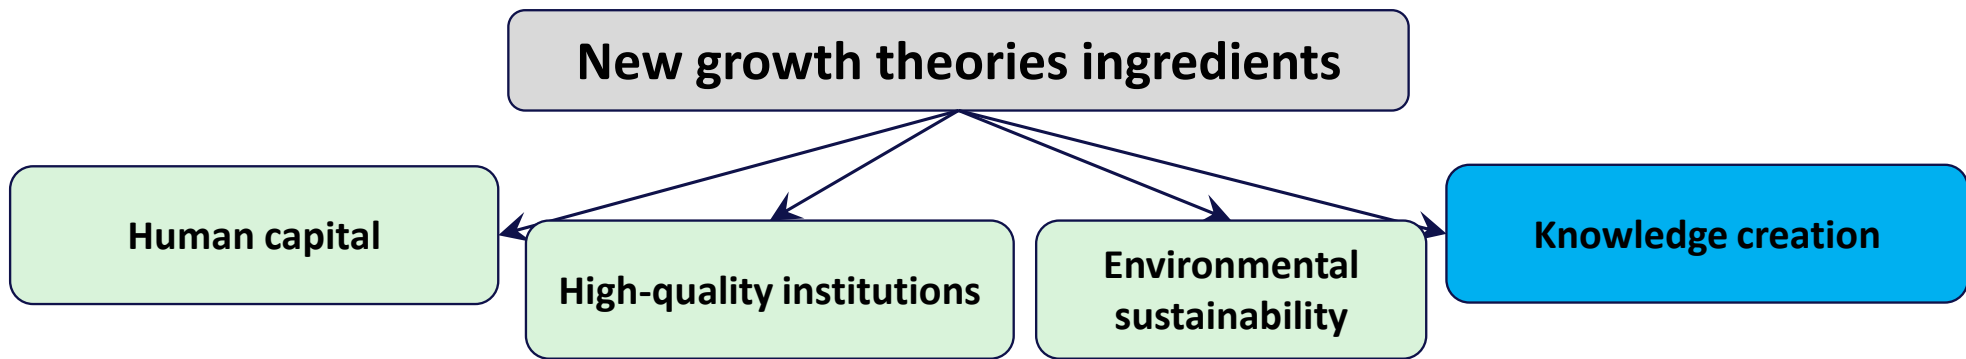 New growth theories ingredients
Human capital
High-quality institutions
Environmental
sustainability
Knowledge creation